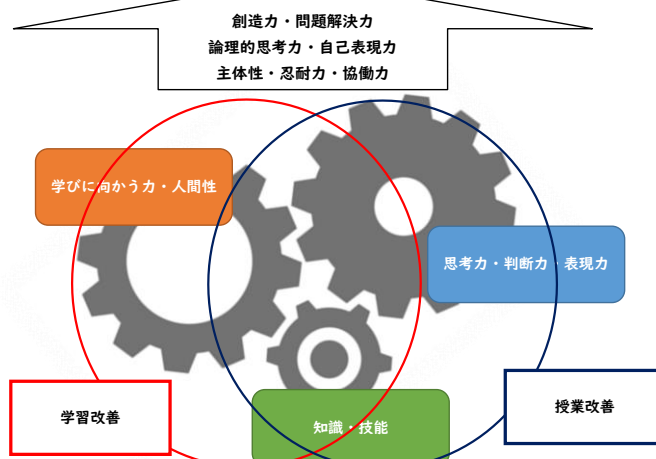 創造力・問題解決力
論理的思考力・自己表現力
主体性・忍耐力・協働力
学びに向かう力・人間性
思考力・判断力・表現力
学習改善
知識・技能
授業改善